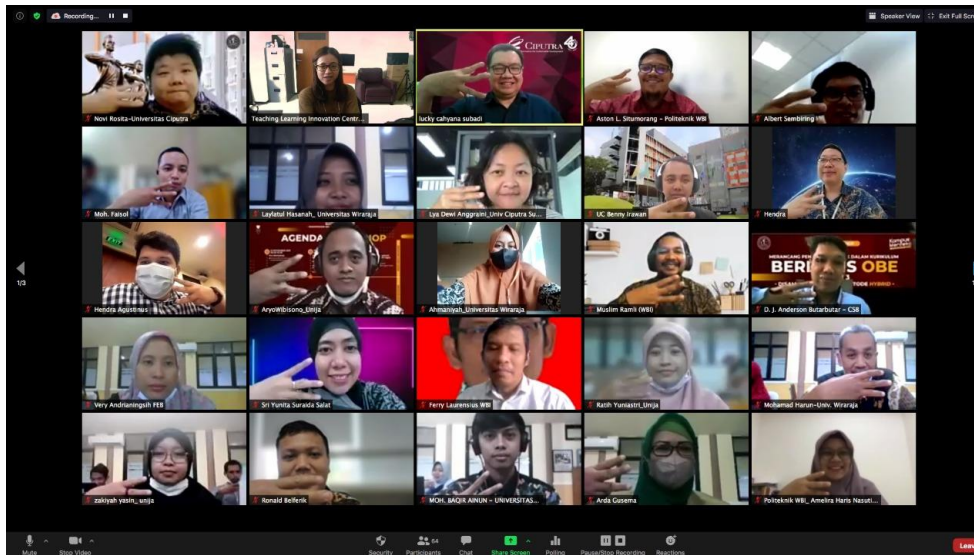 Recording...
Speaker View
Exit Full Scre
CIPUTRA
Novi Rosita-Universitas Ciputra
Teaching Learning Innovation Centr...
lucky cahyana subadi
Aston L. Situmorang - Politeknik WBI
Albert Sembiring
Moh. Faisol
Laylatul Hasanah_ Universitas Wiraraja
Lya Dewi Anggraini_Univ Ciputra Su...
UC Benny Irawan
Hendra
Hendra Agustinus
AGENDA
AryoWibisono_Unija
Ahmaniyah_Universitas Wiraraja
Muslim Ramli (WBI)
DALAM KURIKULUM
OBE
D. J. Anderson Butarbutar - CSB
1/3
Very Andrianingsih FEB
Sri Yunita Suraida Salat
Ferry Laurensius WBI
Ratih Yuniastri_Unija
Mohamad Harun-Univ. Wiraraja
zakiyah yasin_ unija
Ronald Belferik
MOH. BAQIR AINUN - UNIVERSITAS...
Arda Gusema
Politeknik WBI_ Amelira Haris Nasuti...
Mute
Stop Video
Security
Participants
64
Chat
Share Screen
Polling
Pause/Stop Recording
Reactions
Leav